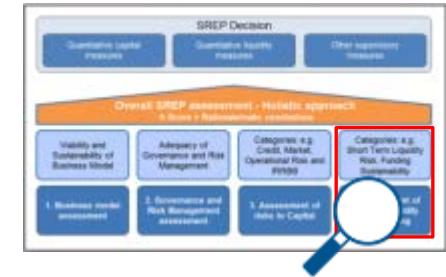 SREP Decision
Quantitative capital
measures
Quantitative liquidity
measures
Other supervisory
measures
Overall SREP assessment - Holistic approach
Viability and
Sustainability of
Business Model
Adequacy of
Governance and Risk
Management
Categories: e.g.
Credit, Market,
Operational Risk and
IRRBB
Categories: e.g.
Short Term Liquidity
Risk, Funding
Sustainability
1. Business model
assessment
2. Governance and
Risk Management
assessment
3. Assessment of
risks to Capital